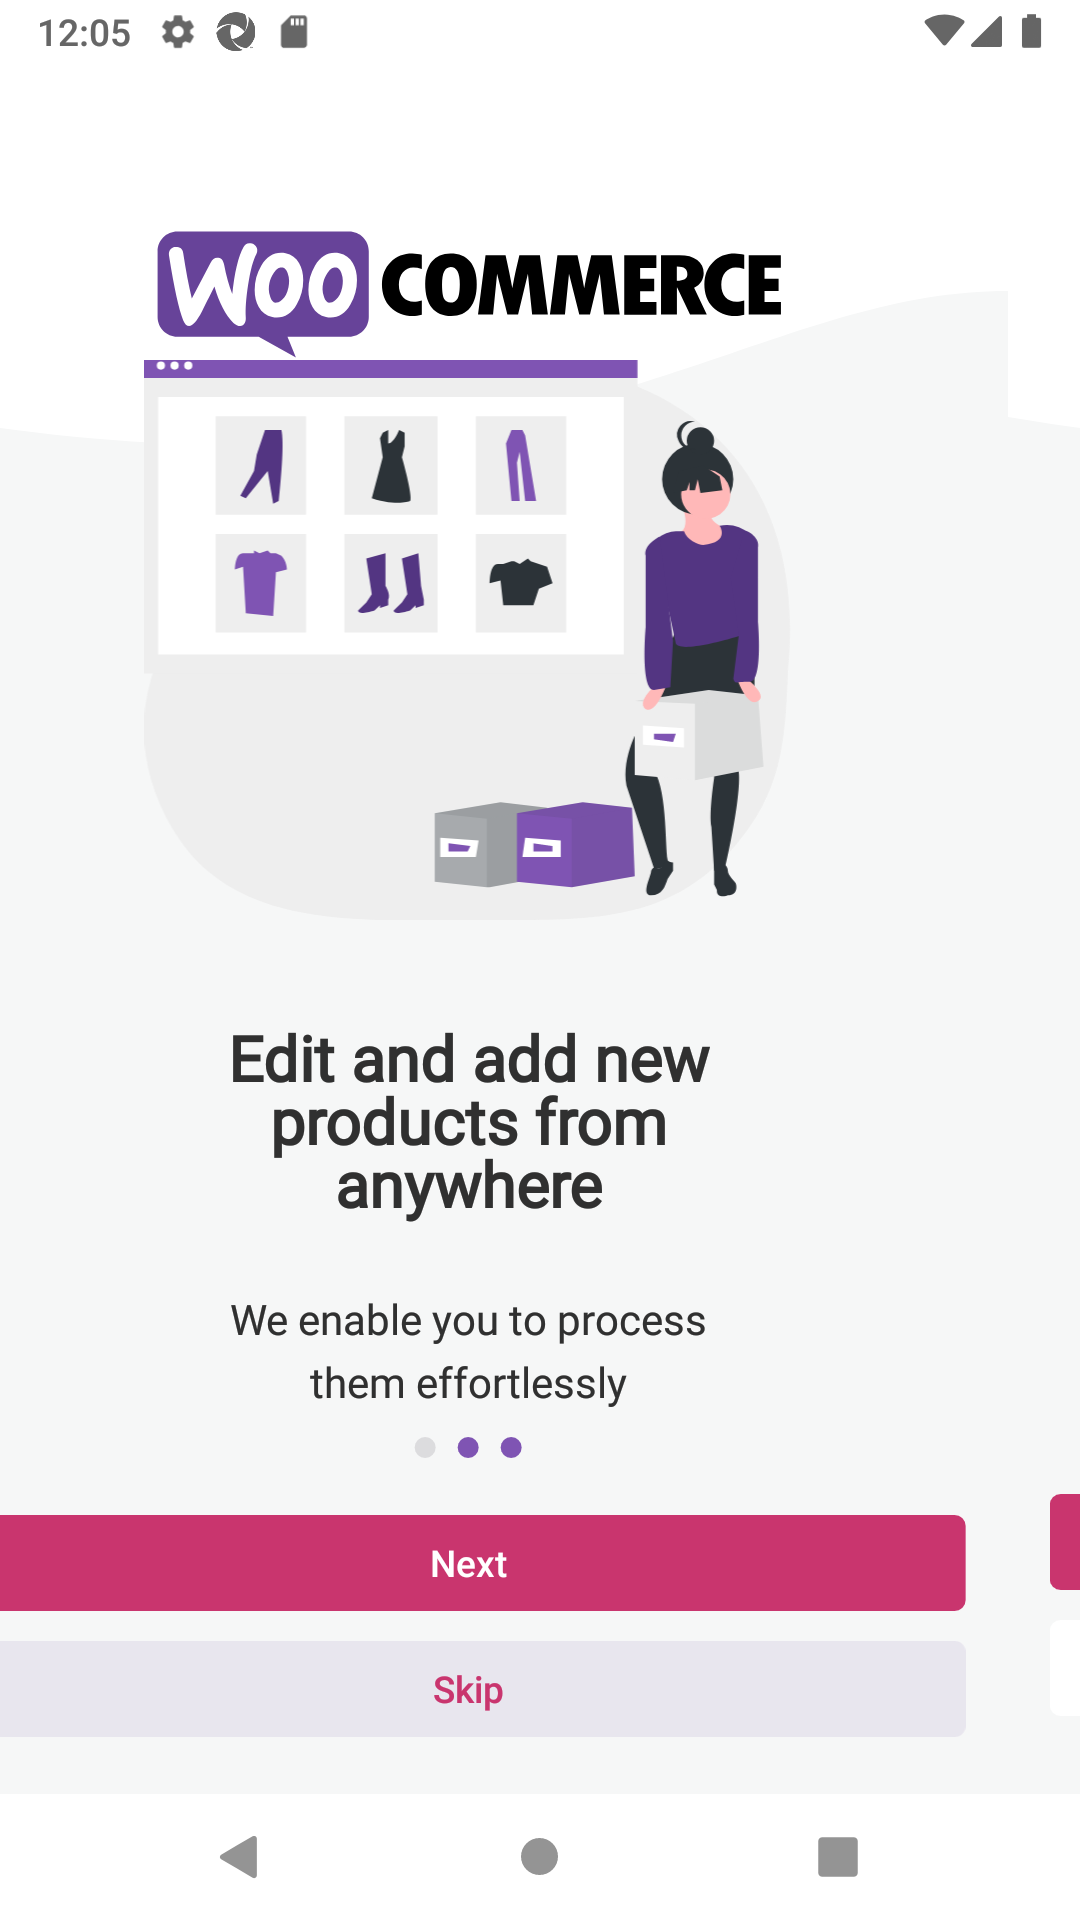 12:05
WOO COMMERCE
Edit and add new
products from
anywhere
We enable you to process
them effortlessly
Next
Skip